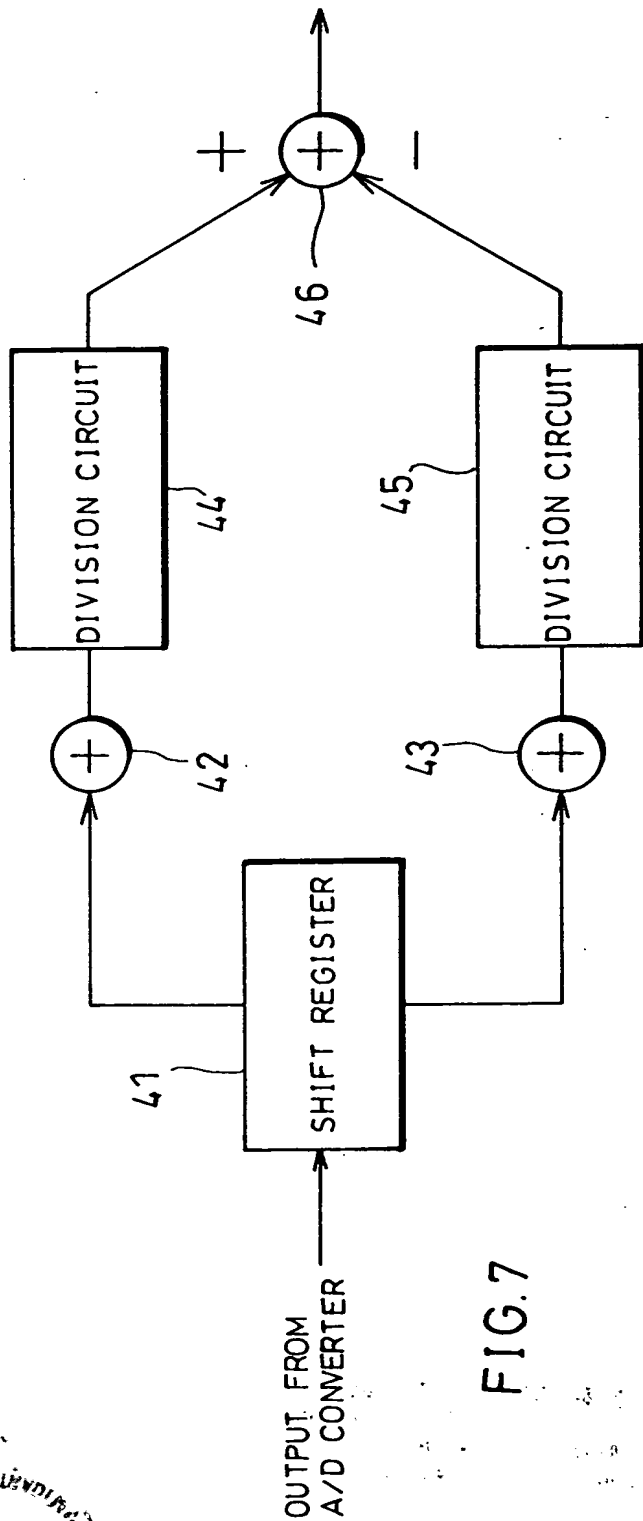 OUTPUT FROM
A/D CONVERTER
41
SHIFT REGISTER
42
43
DIVISION CIRCUIT
44
45
DIVISION CIRCUIT
+
46
−
FIG. 7